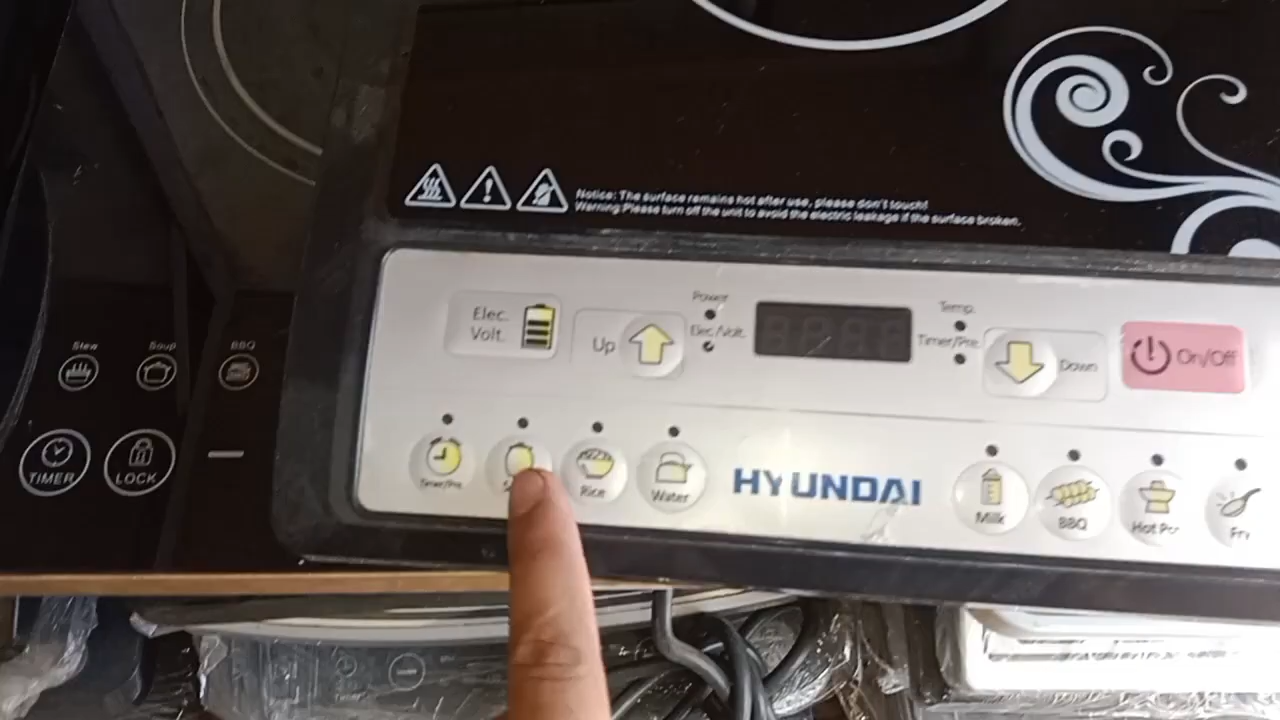 Notice: The surface remains hot after use, please don't touch!
Warning:Please turn off the unit to avoid the electric leakage if the surface broken.
Elec.
Volt.
Up
Power
Elec./Volt.
Temp.
Timer/Pre.
Down
On/Off
Timer/Pre.
Rice
Water
HYUNDAI
Milk
BBQ
Hot Pot
Fry
Stew
Soup
BBQ
TIMER
LOCK